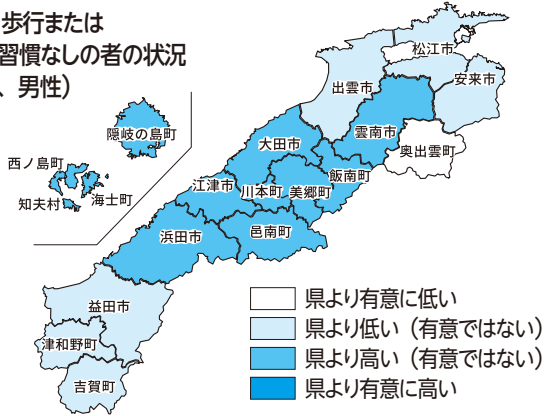 歩行または
習慣なしの者の状況
、男性）
松江市
安来市
出雲市
雲南市
奥出雲町
隠岐の島町
西ノ島町
海士町
知夫村
大田市
飯南町
江津市
川本町
美郷町
浜田市
邑南町
益田市
津和野町
吉賀町
県より有意に低い
県より低い（有意ではない）
県より高い（有意ではない）
県より有意に高い